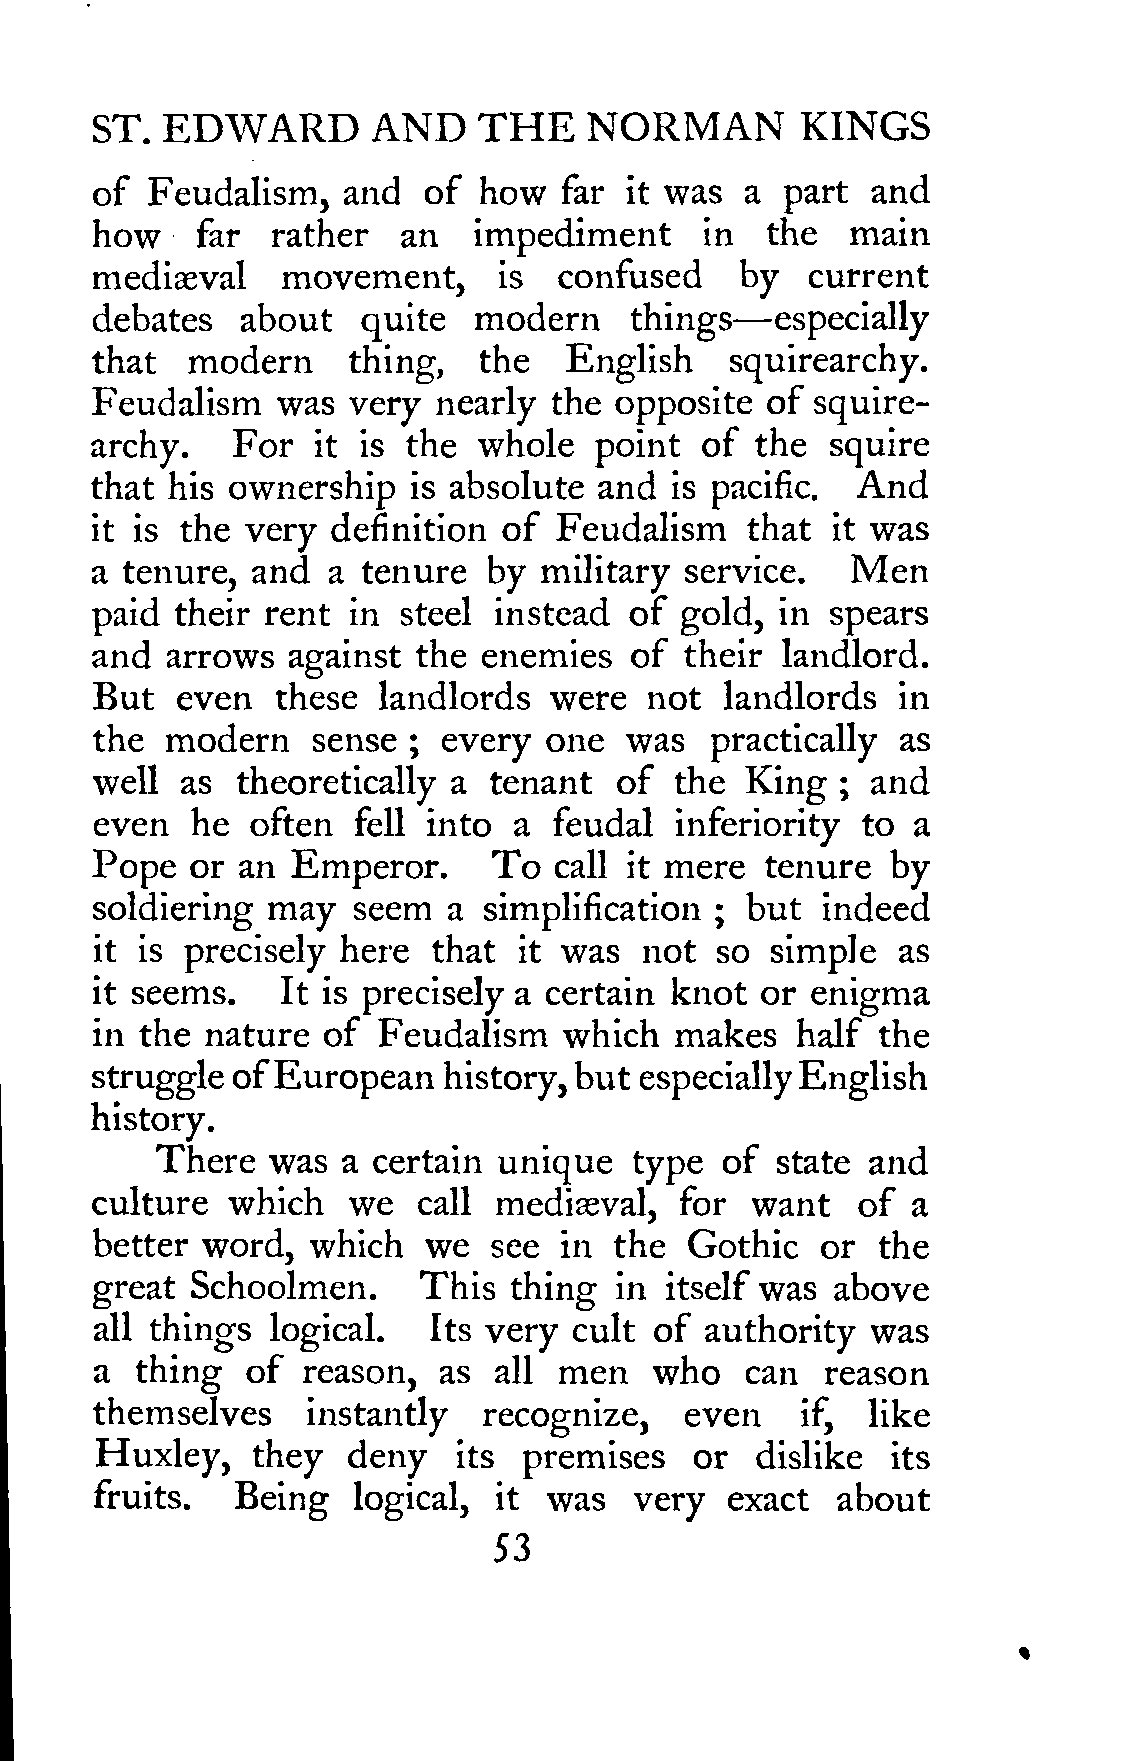 ST. EDWARD AND THE NORMAN KINGS
of Feudalism, and of how far it was a part and
how far rather an impediment in the main
mediæval movement, is confused by current
debates about quite modern things—especially
that modern thing, the English squirearchy.
Feudalism was very nearly the opposite of squire-
archy. For it is the whole point of the squire
that his ownership is absolute and is pacific. And
it is the very definition of Feudalism that it was
a tenure, and a tenure by military service. Men
paid their rent in steel instead of gold, in spears
and arrows against the enemies of their landlord.
But even these landlords were not landlords in
the modern sense ; every one was practically as
well as theoretically a tenant of the King ; and
even he often fell into a feudal inferiority to a
Pope or an Emperor. To call it mere tenure by
soldiering may seem a simplification ; but indeed
it is precisely here that it was not so simple as
it seems. It is precisely a certain knot or enigma
in the nature of Feudalism which makes half the
struggle of European history, but especially English
history.
There was a certain unique type of state and
culture which we call mediæval, for want of a
better word, which we see in the Gothic or the
great Schoolmen. This thing in itself was above
all things logical. Its very cult of authority was
a thing of reason, as all men who can reason
themselves instantly recognize, even if, like
Huxley, they deny its premises or dislike its
fruits. Being logical, it was very exact about
53